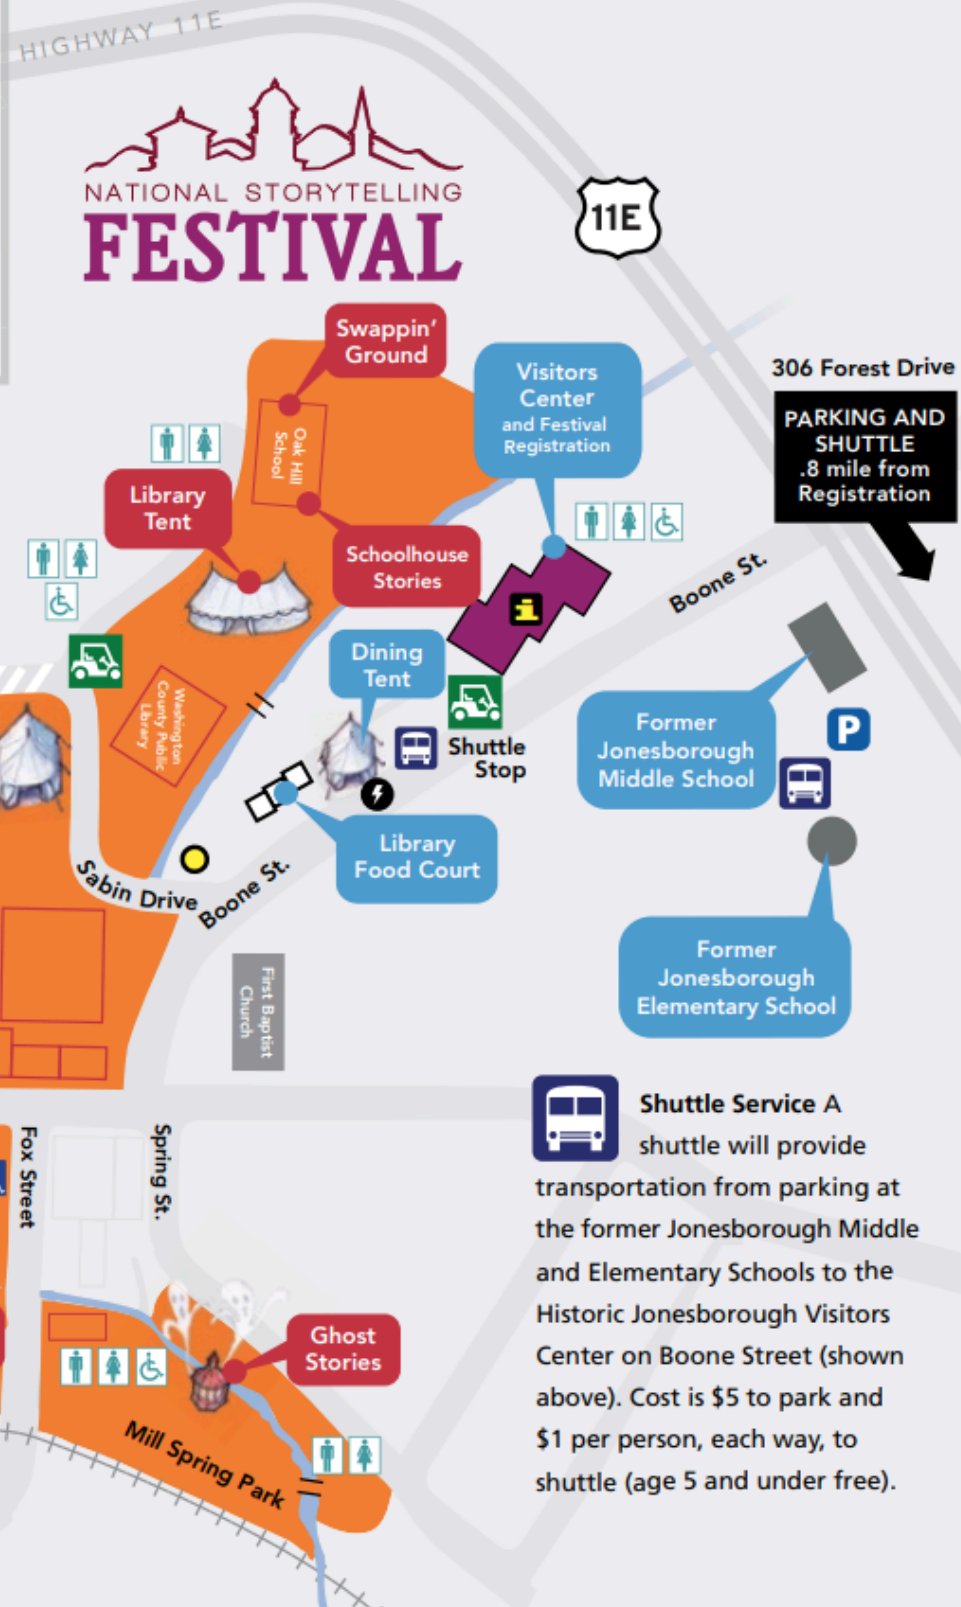 HIGHWAY 11E
NATIONAL STORYTELLING
FESTIVAL
11E
Swappin’
Ground
Visitors
Center
and Festival
Registration
306 Forest Drive
PARKING AND
SHUTTLE
.8 mile from
Registration
Oak Hill
School
Library
Tent
Schoolhouse
Stories
Boone St.
Dining
Tent
Washington
County Public
Library
Shuttle
Stop
Former
Jonesborough
Middle School
P
Library
Food Court
Sabin Drive
Boone St.
Former
Jonesborough
Elementary School
First Baptist
Church
Fox Street
Spring St.
Shuttle Service A
shuttle will provide
transportation from parking at
the former Jonesborough Middle
and Elementary Schools to the
Historic Jonesborough Visitors
Center on Boone Street (shown
above). Cost is $5 to park and
$1 per person, each way, to
shuttle (age 5 and under free).
Ghost
Stories
Mill Spring Park